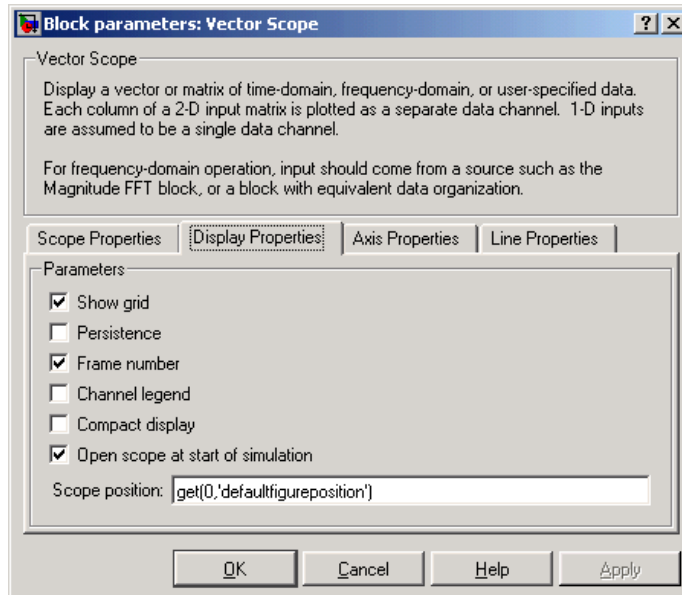 Block parameters: Vector Scope
Vector Scope
Display a vector or matrix of time-domain, frequency-domain, or user-specified data.
Each column of a 2-D input matrix is plotted as a separate data channel. 1-D inputs
are assumed to be a single data channel.
For frequency-domain operation, input should come from a source such as the
Magnitude FFT block, or a block with equivalent data organization.
Scope Properties Display Properties Axis Properties Line Properties
Parameters
Show grid
Persistence
Frame number
Channel legend
Compact display
Open scope at start of simulation
Scope position: get(0,'defaultfigureposition')
OK Cancel Help Apply